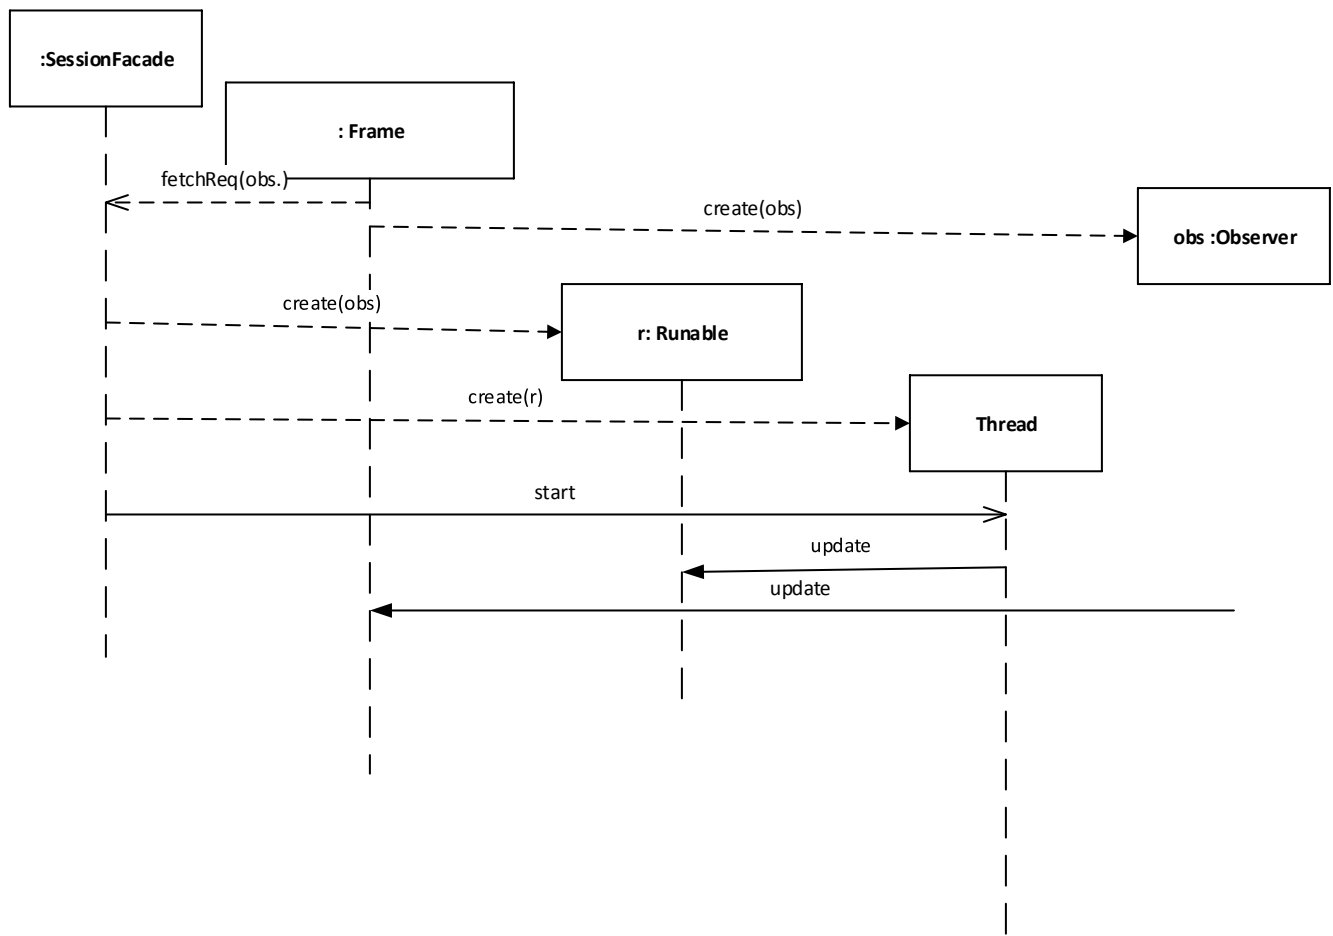 :SessionFacade
: Frame
fetchReq(obs.)
create(obs)
obs :Observer
create(obs)
r: Runable
create(r)
Thread
start
update
update